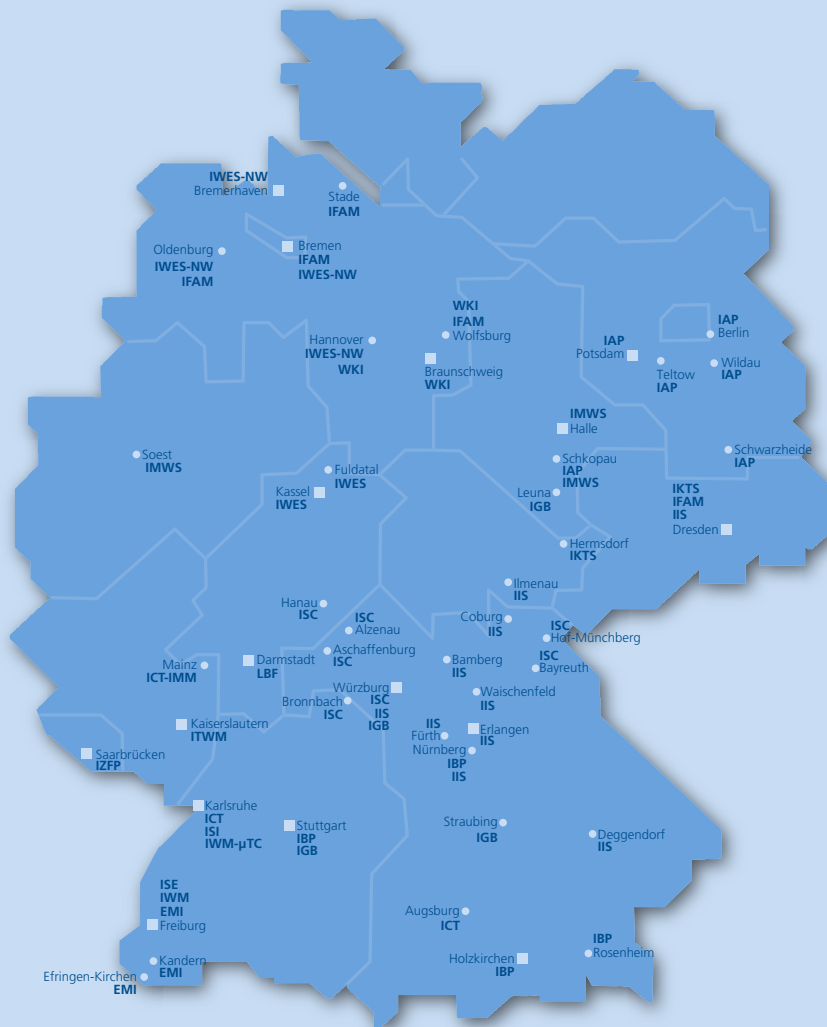 IWES-NW
Bremerhaven
Stade
IFAM
Bremen
IFAM
IWES-NW
Oldenburg
IWES-NW
IFAM
WKI
IFAM
Wolfsburg
Hannover
IWES-NW
WKI
Braunschweig
WKI
IAP
Berlin
IAP
Potsdam
Teltow
IAP
Wildau
IAP
IMWS
Halle
Soest
IMWS
Schkopau
IAP
IMWS
Schwarzheide
IAP
Fuldatal
IWES
Kassel
IWES
Leuna
IGB
IKTS
IFAM
IIS
Dresden
Hermsdorf
IKTS
Ilmenau
IIS
Hanau
ISC
ISC
Alzenau
Coburg
IIS
ISC
Hof-Münchberg
Aschaffenburg
ISC
Mainz
ICT-IMM
Darmstadt
LBF
Bamberg
IIS
ISC
Bayreuth
Würzburg
ISC
IIS
IGB
Bronnbach
ISC
Waischenfeld
IIS
Kaiserslautern
ITWM
IIS
Fürth
Erlangen
IIS
Nürnberg
IBP
IIS
Saarbrücken
IZFP
Karlsruhe
ICT
ISI
IWM-µTC
Stuttgart
IBP
IGB
Straubing
IGB
Deggendorf
IIS
ISE
IWM
EMI
Freiburg
Augsburg
ICT
Kandern
EMI
Efringen-Kirchen
EMI
Holzkirchen
IBP
IBP
Rosenheim